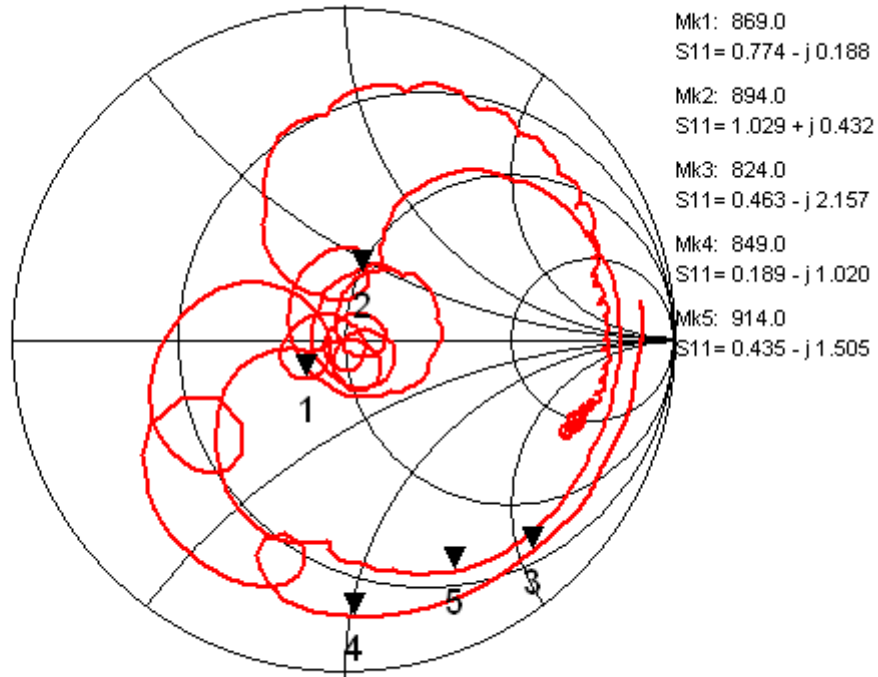 Mk1: 869.0
S11= 0.774 - j 0.188
Mk2: 894.0
S11= 1.029 + j 0.432
Mk3: 824.0
S11= 0.463 - j 2.157
Mk4: 849.0
S11= 0.189 - j 1.020
Mk5: 914.0
S11= 0.435 - j 1.505
2
1
3
5
4